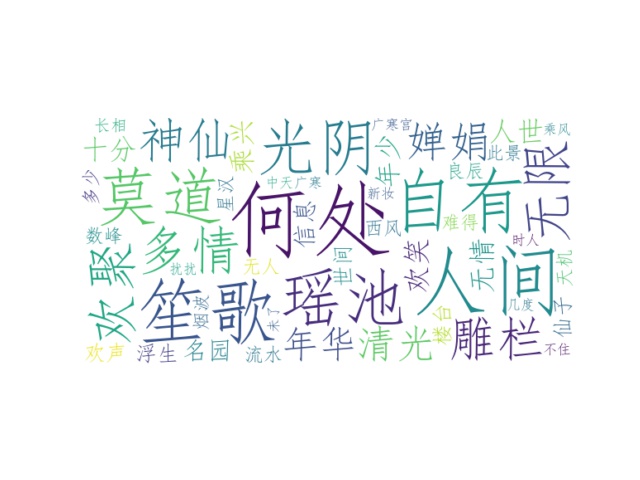 长相
十分
神仙
乘兴
光阴
广寒宫
年少
婵娟
人世
乘风
此景
良辰
无限
多少
莫道
星汉
中天广寒
何处
信息
新妆
西风
自有
难得
时人
数峰
欢聚
多情
扰扰
无人
世间
欢笑
人间
无情
天机
笙歌
烟波
未了
瑶池
几度
仙子
楼台
欢声
浮生
名园
流水
年华
清光
雕栏
不住